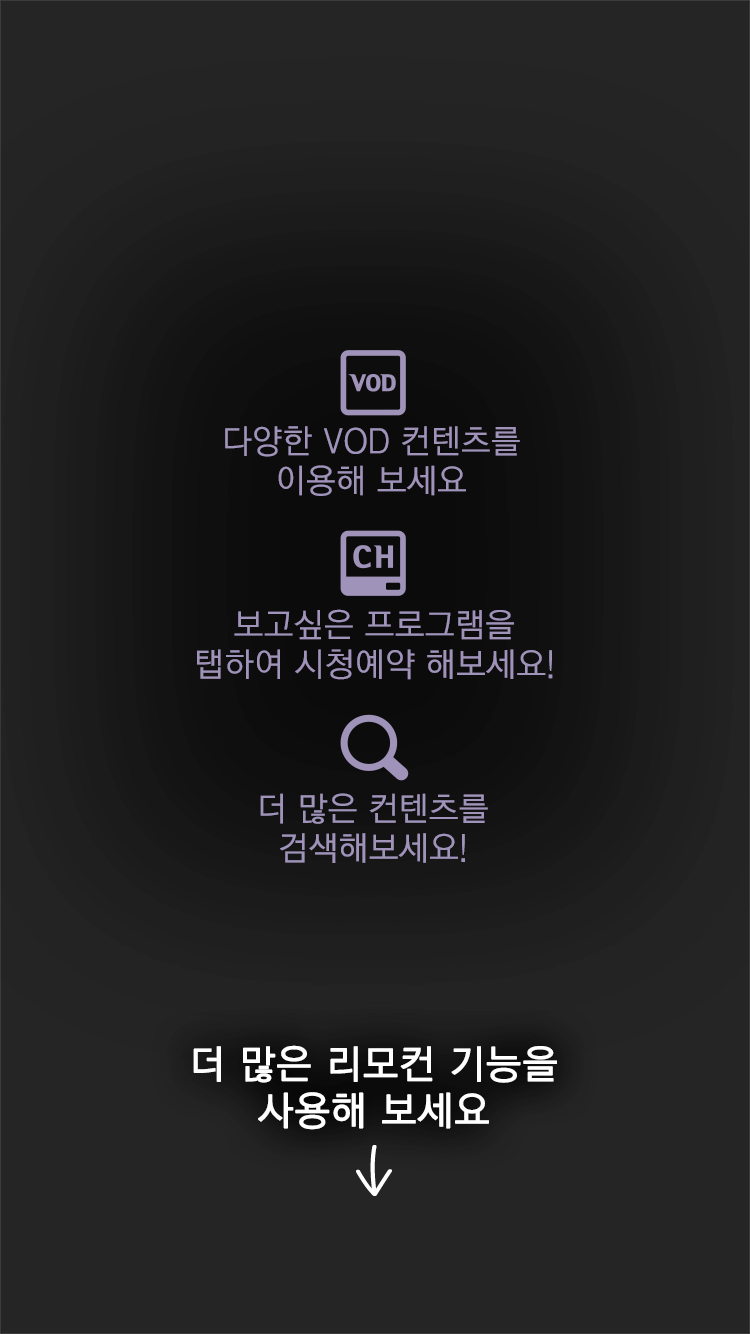 VOD
다양한 VOD 컨텐츠를
이용해 보세요
CH
보고싶은 프로그램을
탭하여 시청예약 해보세요!
더 많은 컨텐츠를
검색해보세요!
더 많은 리모컨 기능을
사용해 보세요